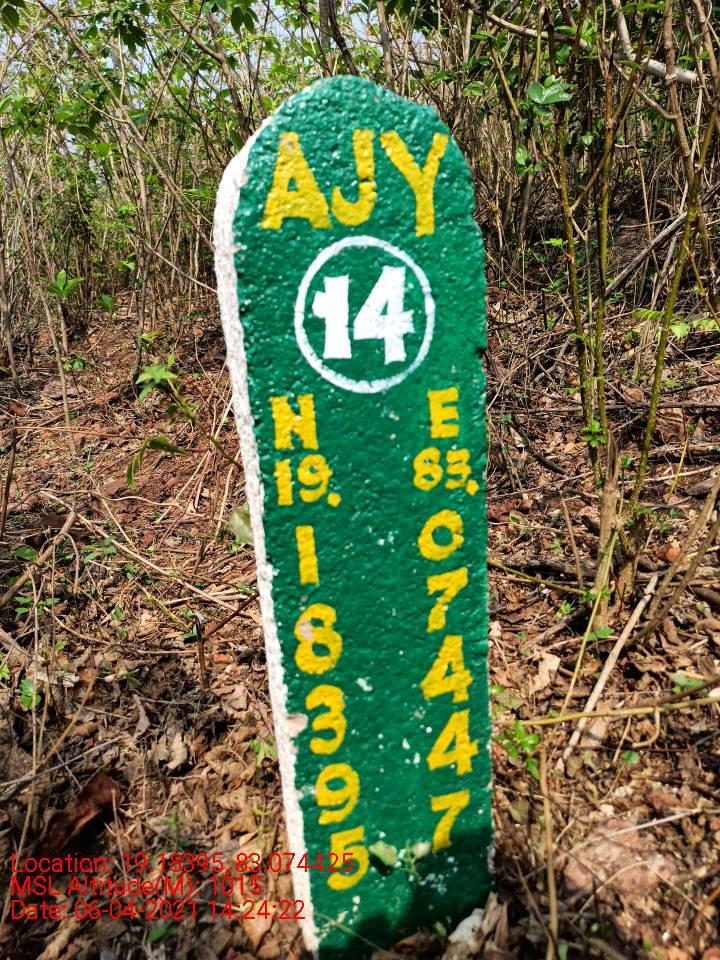 AJY
14
N E
19. 83.
1 0
8 7
3 4
9 4
5 7
Location: 19.18395,83.074425
MSL Altitude(M): 1015
Date: 06-04-2021 14:24:22